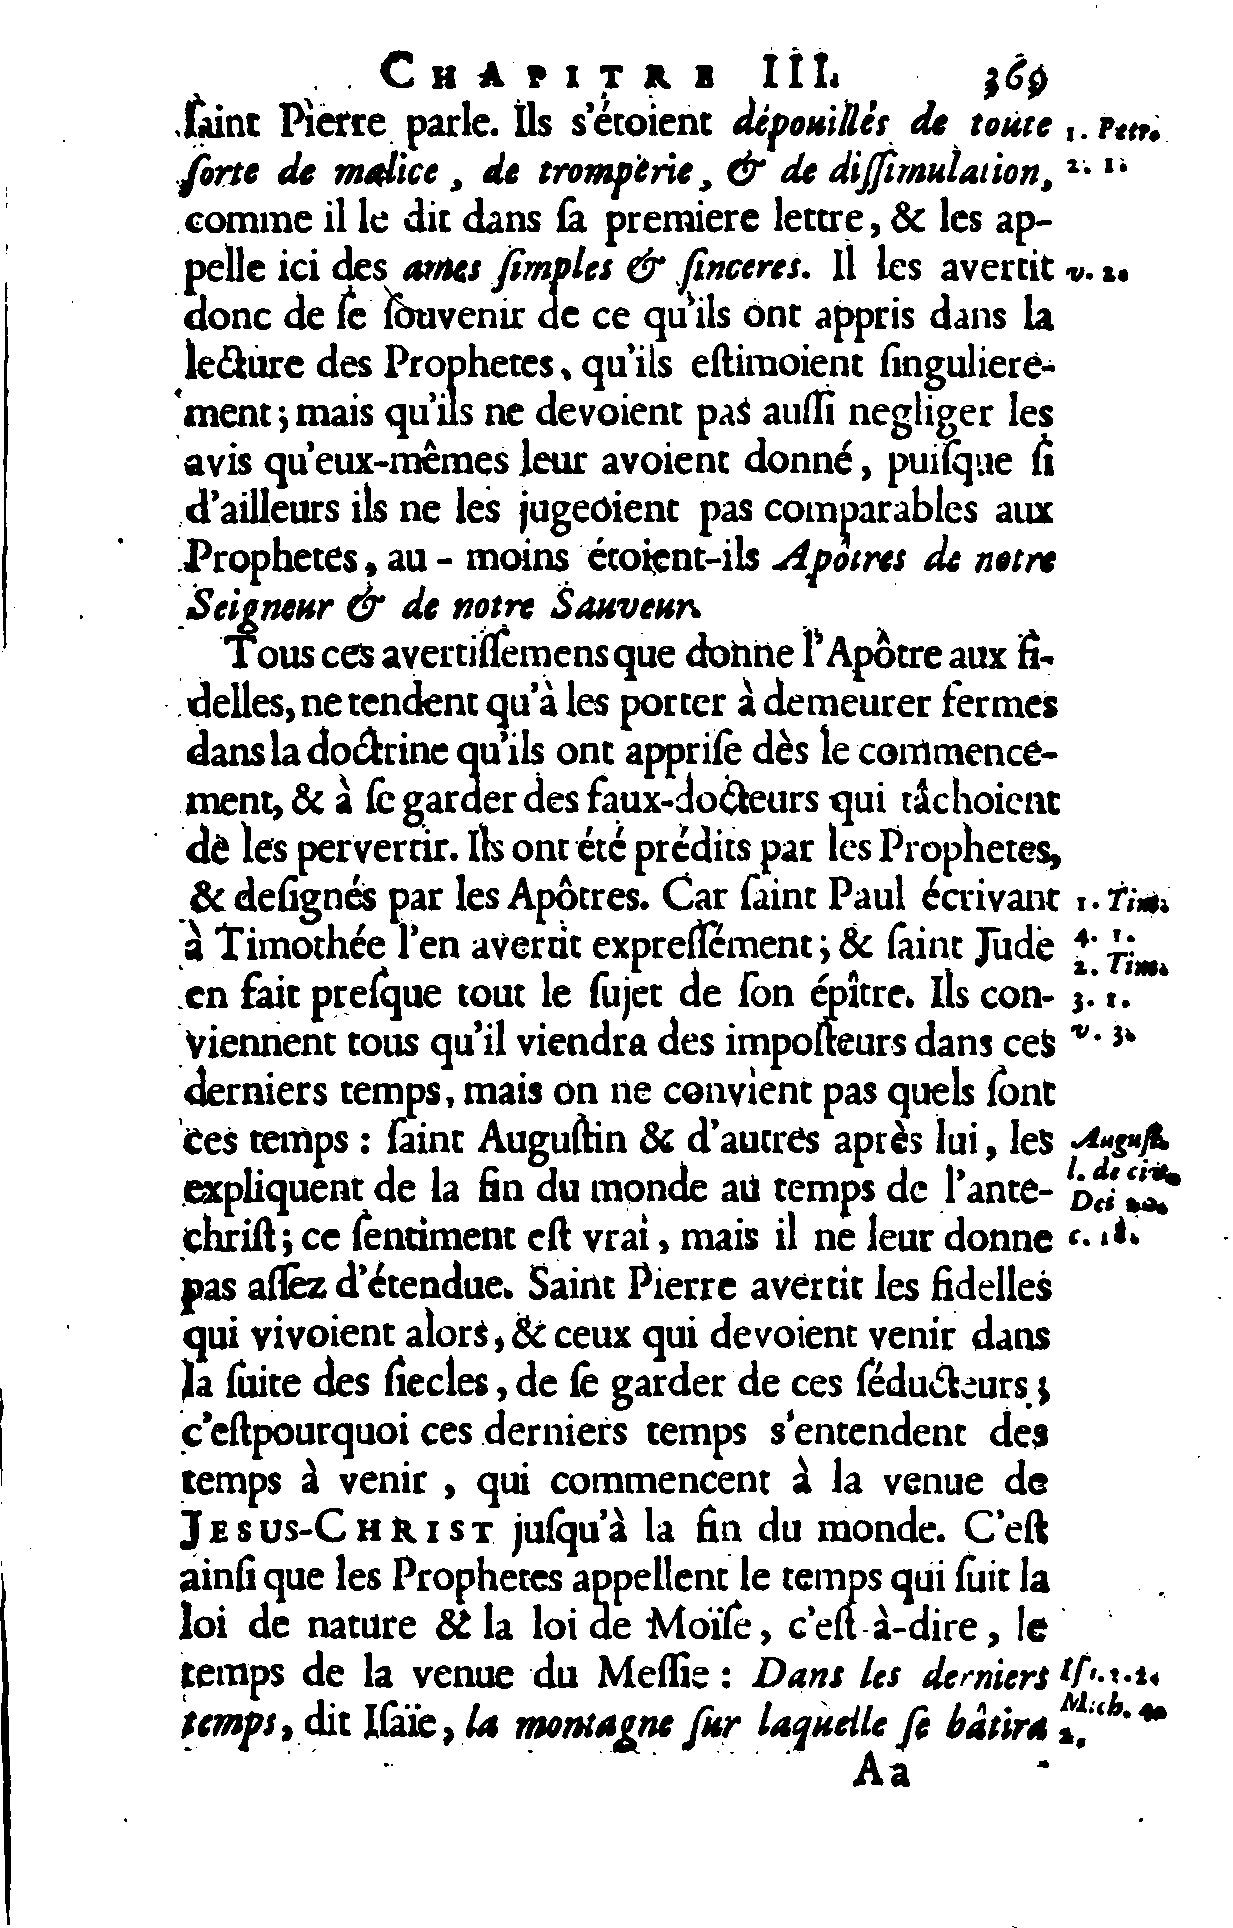 CHAPITRE III. 369
ſaint Pierre parle. Ils s'étoient dépouillés de toute
1. Petr.
ſorte de malice, de tromperie, & de diſſimulation,
2. 1.
comme il le dit dans ſa premiere lettre, & les ap-
pelle ici des ames ſimples & ſinceres. Il les avertit
v. 2.
donc de ſe ſouvenir de ce qu'ils ont appris dans la
lecture des Prophetes, qu'ils eſtimoient ſinguliere-
ment; mais qu'ils ne devoient pas auſſi negliger les
avis qu'eux-mêmes leur avoient donné, puiſque ſi
d'ailleurs ils ne les jugeoient pas comparables aux
Prophetes, au-moins étoient-ils Apôtres de notre
Seigneur & de notre Sauveur.
Tous ces avertiſſemens que donne l'Apôtre aux fi-
delles, ne tendent qu'à les porter à demeurer fermes
dans la doctrine qu'ils ont appriſe dès le commence-
ment, & à ſe garder des faux-docteurs qui tâchoient
de les pervertir. Ils ont été prédits par les Prophetes,
& deſignés par les Apôtres. Car ſaint Paul écrivant
1. Tim.
à Timothée l'en avertit expreſſément; & ſaint Jude
4. 1.
2. Tim.
en fait preſque tout le ſujet de ſon épître. Ils con-
3. 1.
viennent tous qu'il viendra des impoſteurs dans ces
v. 3.
derniers temps, mais on ne convient pas quels ſont
ces temps : ſaint Auguſtin & d'autres après lui, les
Auguſt.
expliquent de la fin du monde au temps de l'ante-
l. de civ.
Dei 20.
chriſt; ce ſentiment eſt vrai, mais il ne leur donne
c. 18.
pas aſſez d'étendue. Saint Pierre avertit les fidelles
qui vivoient alors, & ceux qui devoient venir dans
la ſuite des ſiecles, de ſe garder de ces ſéducteurs;
c'eſtpourquoi ces derniers temps s'entendent des
temps à venir, qui commencent à la venue de
JESUS-CHRIST juſqu'à la fin du monde. C'eſt
ainſi que les Prophetes appellent le temps qui ſuit la
loi de nature & la loi de Moïſe, c'eſt-à-dire, le
temps de la venue du Meſſie : Dans les derniers
Iſ. 2. 2.
temps, dit Iſaïe, la montagne ſur laquelle ſe bâtira
Mich. 4.
2.
Aa